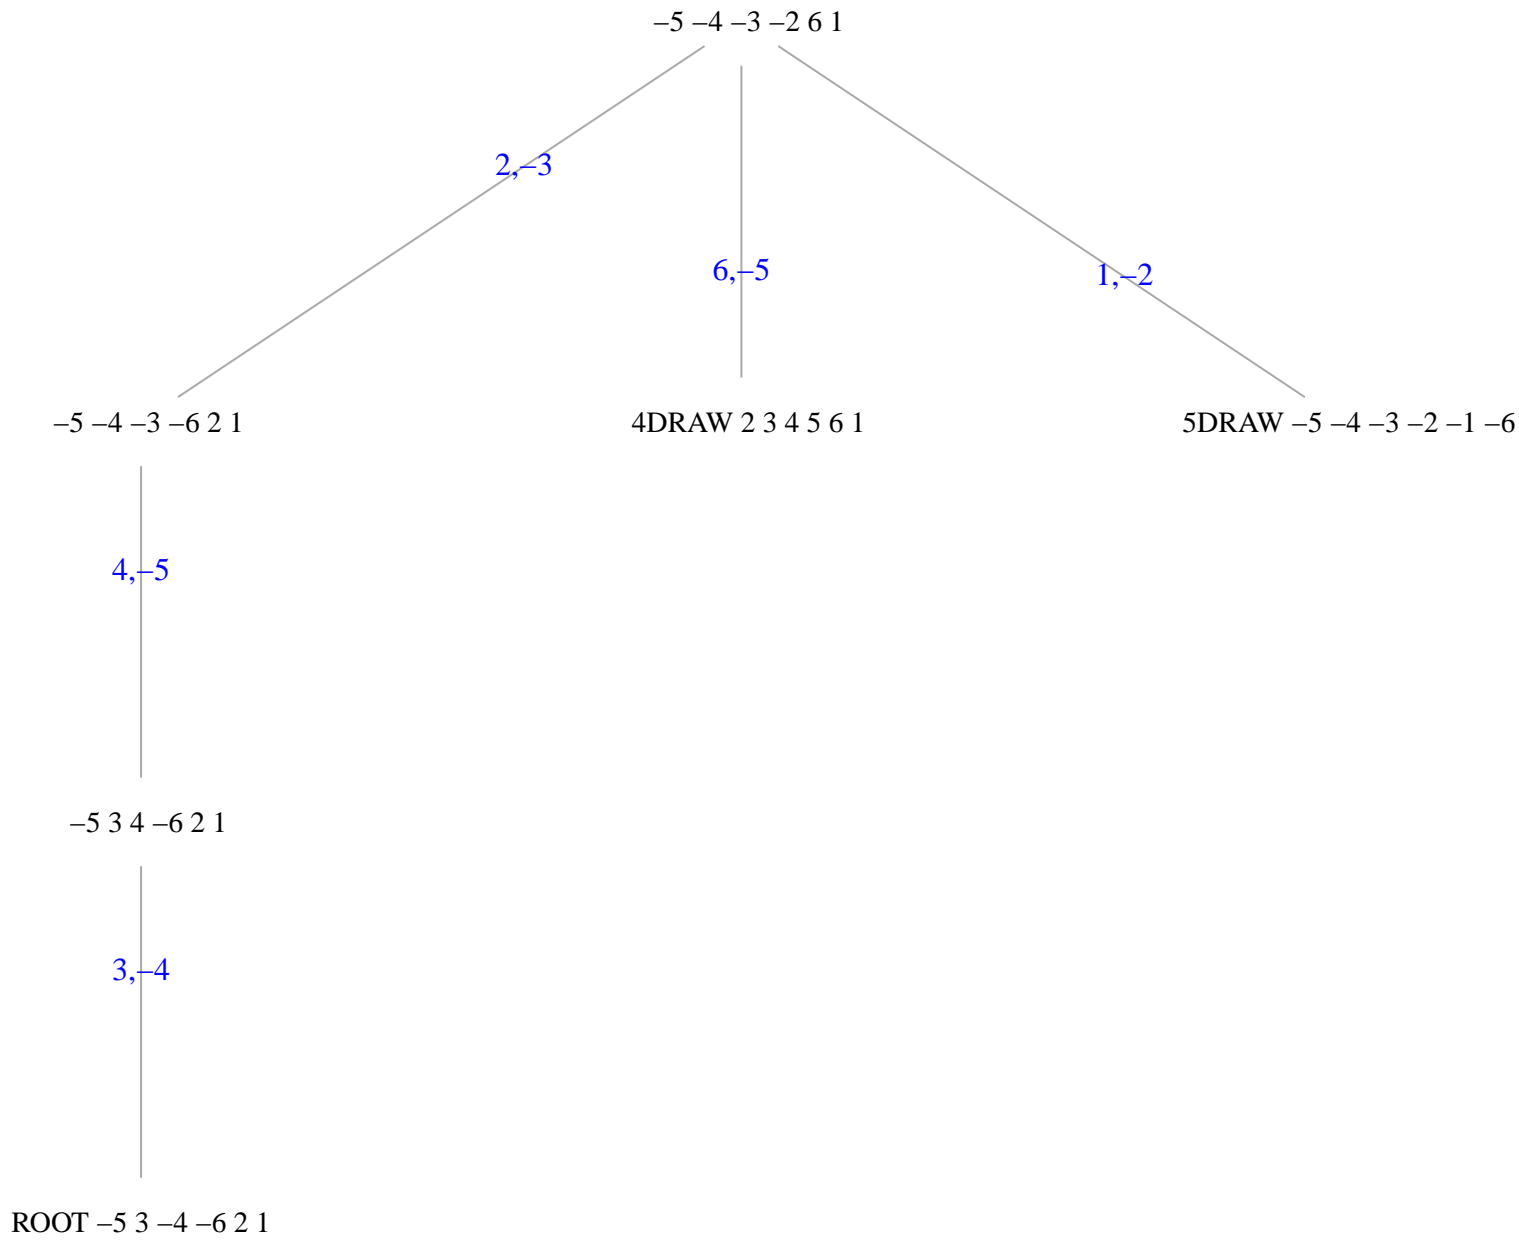 –5 –4 –3 –2 6 1
2,–3
6,–5
1,–2
–5 –4 –3 –6 2 1
4DRAW 2 3 4 5 6 1
5DRAW –5 –4 –3 –2 –1 –6
4,–5
–5 3 4 –6 2 1
3,–4
ROOT –5 3 –4 –6 2 1